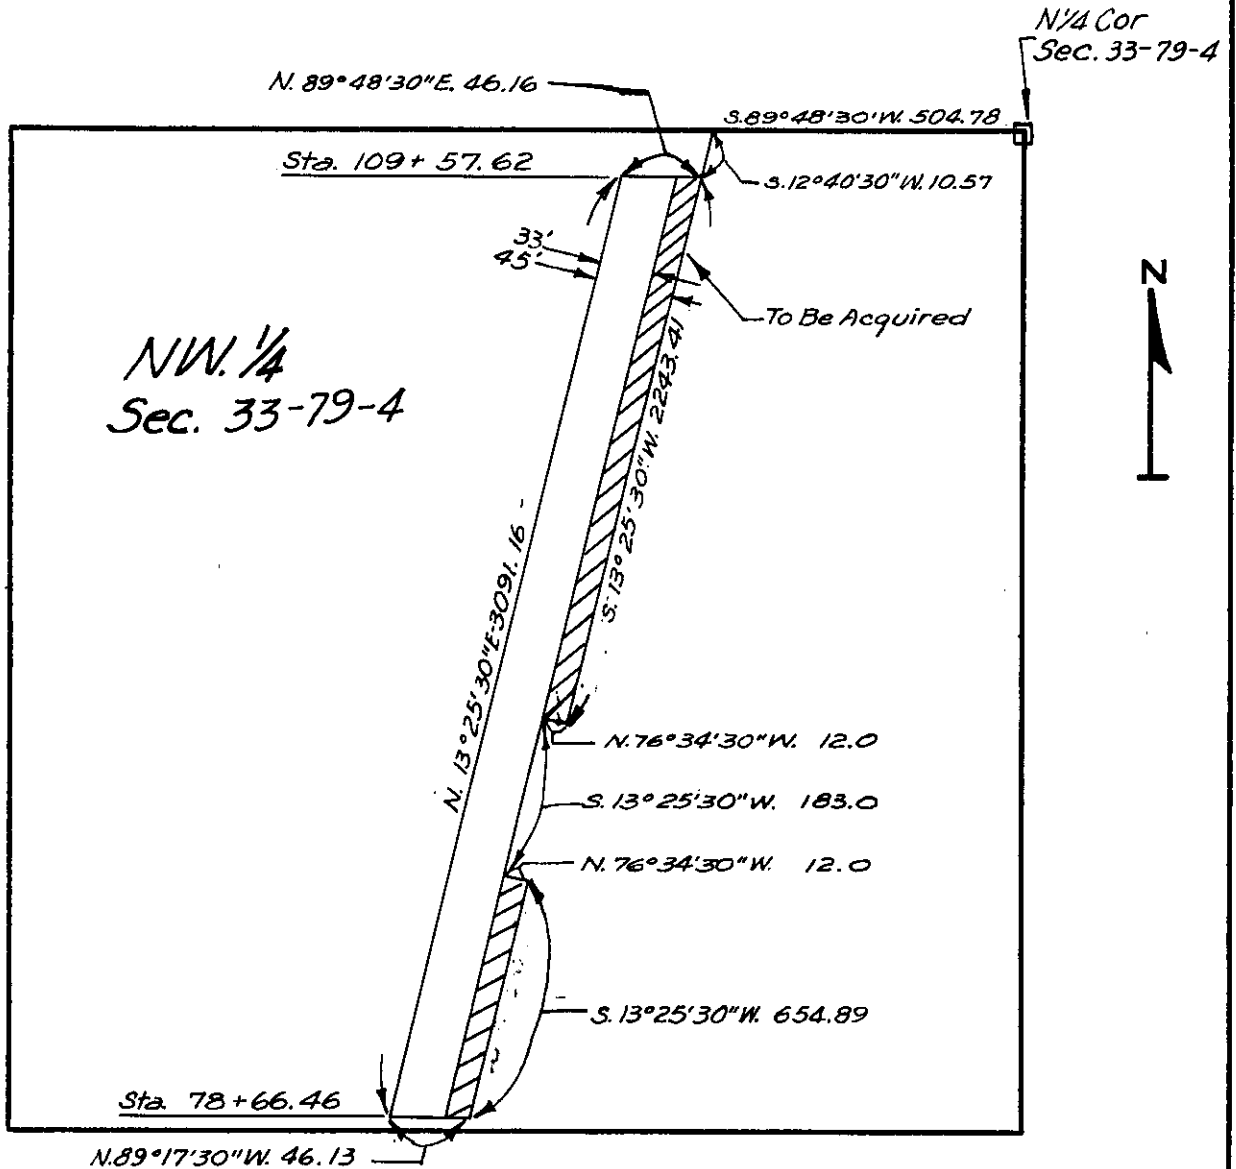 N 1/4 Cor
Sec. 33-79-4
N. 89°48'30"E. 46.16
S.89°48'30"W. 504.78
Sta. 109+57.62
S.12°40'30"W. 10.57
33'
45'
N
To Be Acquired
NW. 1/4
Sec. 33-79-4
S. 13°25'30"W. 2243.41
N. 13°25'30"E 3091.16
N.76°34'30"W. 12.0
S. 13°25'30"W. 183.0
N. 76°34'30"W. 12.0
S. 13°25'30"W. 654.89
Sta. 78+66.46
N.89°17'30"W. 46.13